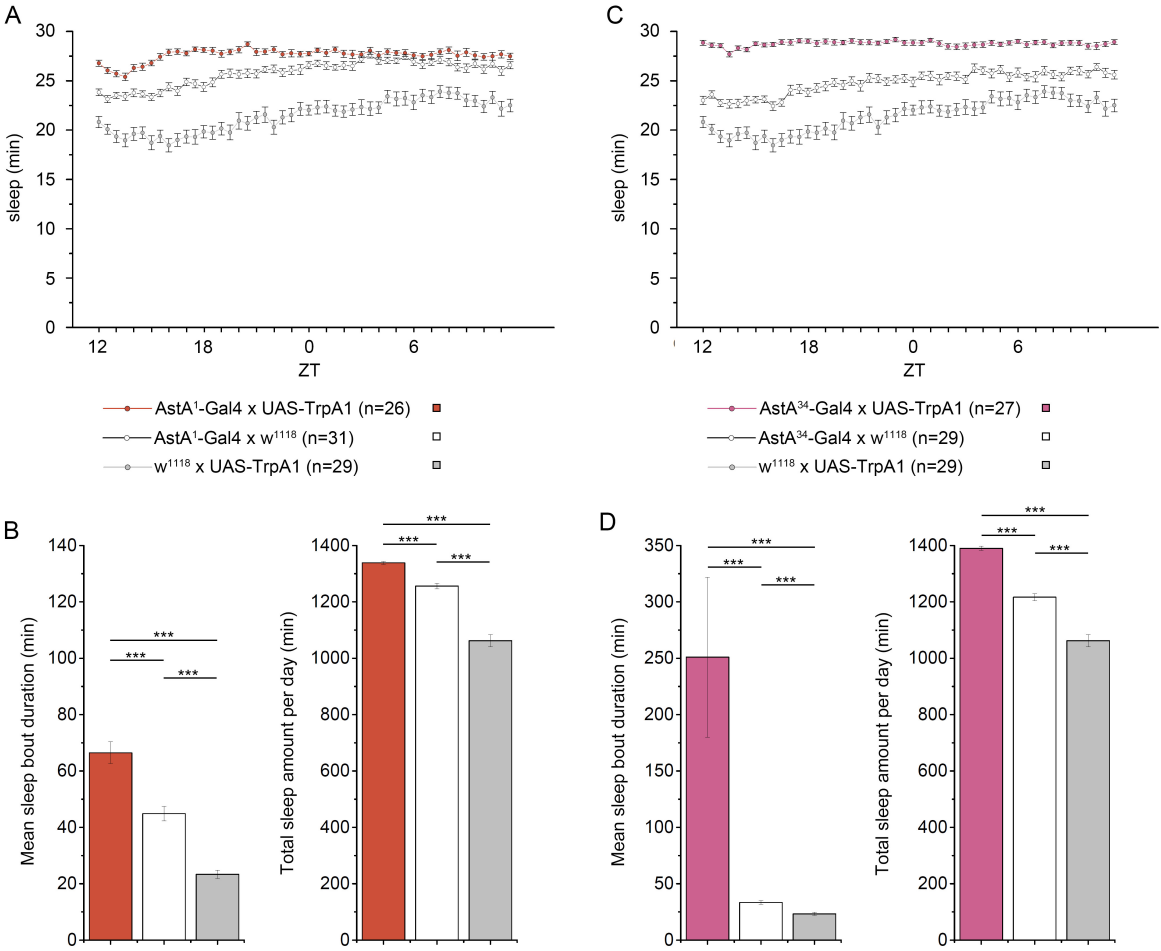 A
sleep (min)
30
25
20
15
10
5
0
12 18 0 6
ZT
AstA¹-Gal4 x UAS-TrpA1 (n=26)
AstA¹-Gal4 x w¹¹¹⁸ (n=31)
w¹¹¹⁸ x UAS-TrpA1 (n=29)
C
sleep (min)
30
25
20
15
10
5
0
12 18 0 6
ZT
AstA³⁴-Gal4 x UAS-TrpA1 (n=27)
AstA³⁴-Gal4 x w¹¹¹⁸ (n=29)
w¹¹¹⁸ x UAS-TrpA1 (n=29)
B
Mean sleep bout duration (min)
140
120
100
80
60
40
20
0
***
***
***
Total sleep amount per day (min)
1400
1200
1000
800
600
400
200
0
***
***
***
D
Mean sleep bout duration (min)
350
300
250
200
150
100
50
0
***
***
***
Total sleep amount per day (min)
1400
1200
1000
800
600
400
200
0
***
***
***